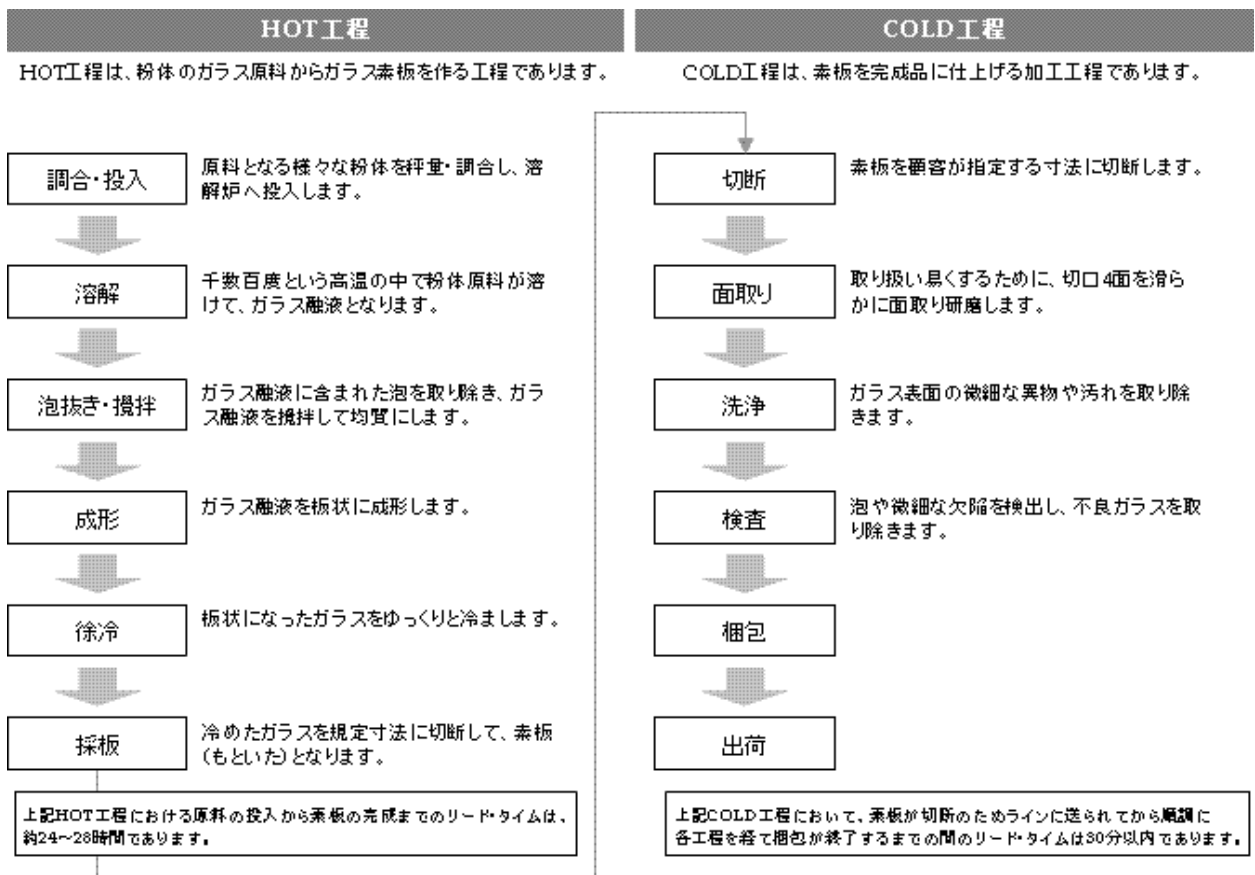 HOT工程
HOT工程は、粉体のガラス原料からガラス素板を作る工程であります。
調合・投入
原料となる様々な粉体を秤量・調合し、溶
解炉へ投入します。
溶解
千数百度という高温の中で粉体原料が溶
けて、ガラス融液となります。
泡抜き・攪拌
ガラス融液に含まれた泡を取り除き、ガラ
ス融液を攪拌して均質にします。
成形
ガラス融液を板状に成形します。
徐冷
板状になったガラスをゆっくりと冷まします。
採板
冷めたガラスを規定寸法に切断して、素板
(もといた)となります。
上記HOT工程における原料の投入から素板の完成までのリード・タイムは、
約24～28時間であります。
COLD工程
COLD工程は、素板を完成品に仕上げる加工工程であります。
切断
素板を顧客が指定する寸法に切断します。
面取り
取り扱い易くするために、切口4面を滑ら
かに面取り研磨します。
洗浄
ガラス表面の微細な異物や汚れを取り除
きます。
検査
泡や微細な欠陥を検出し、不良ガラスを取
り除きます。
梱包
出荷
上記COLD工程において、素板が切断のためラインに送られてから順調に
各工程を経て梱包が終了するまでの間のリード・タイムは30分以内であります。